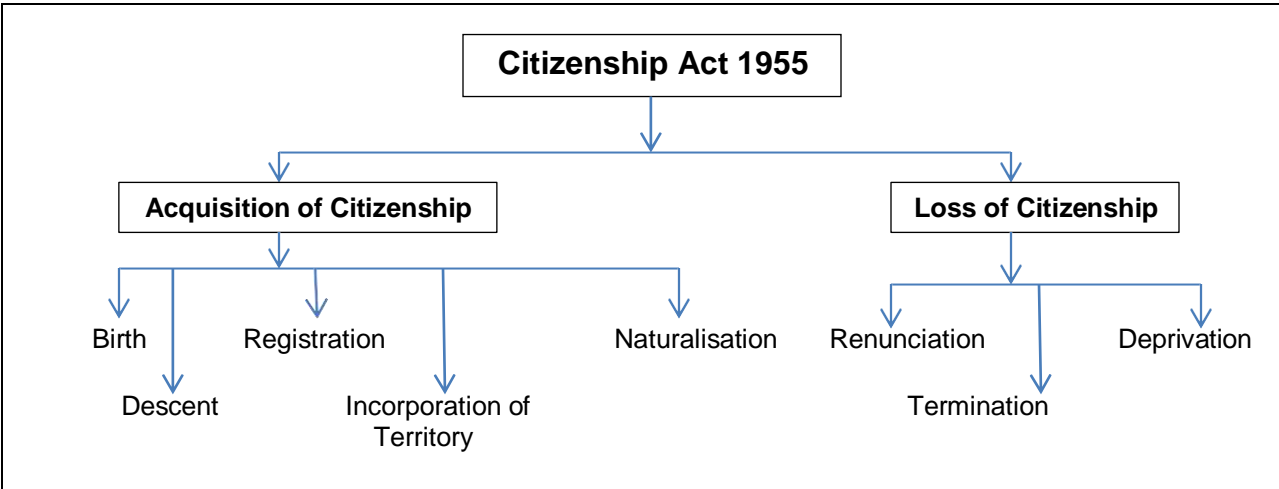 Citizenship Act 1955
Acquisition of Citizenship
Loss of Citizenship
Birth
Registration
Naturalisation
Renunciation
Deprivation
Descent
Incorporation of
Territory
Termination